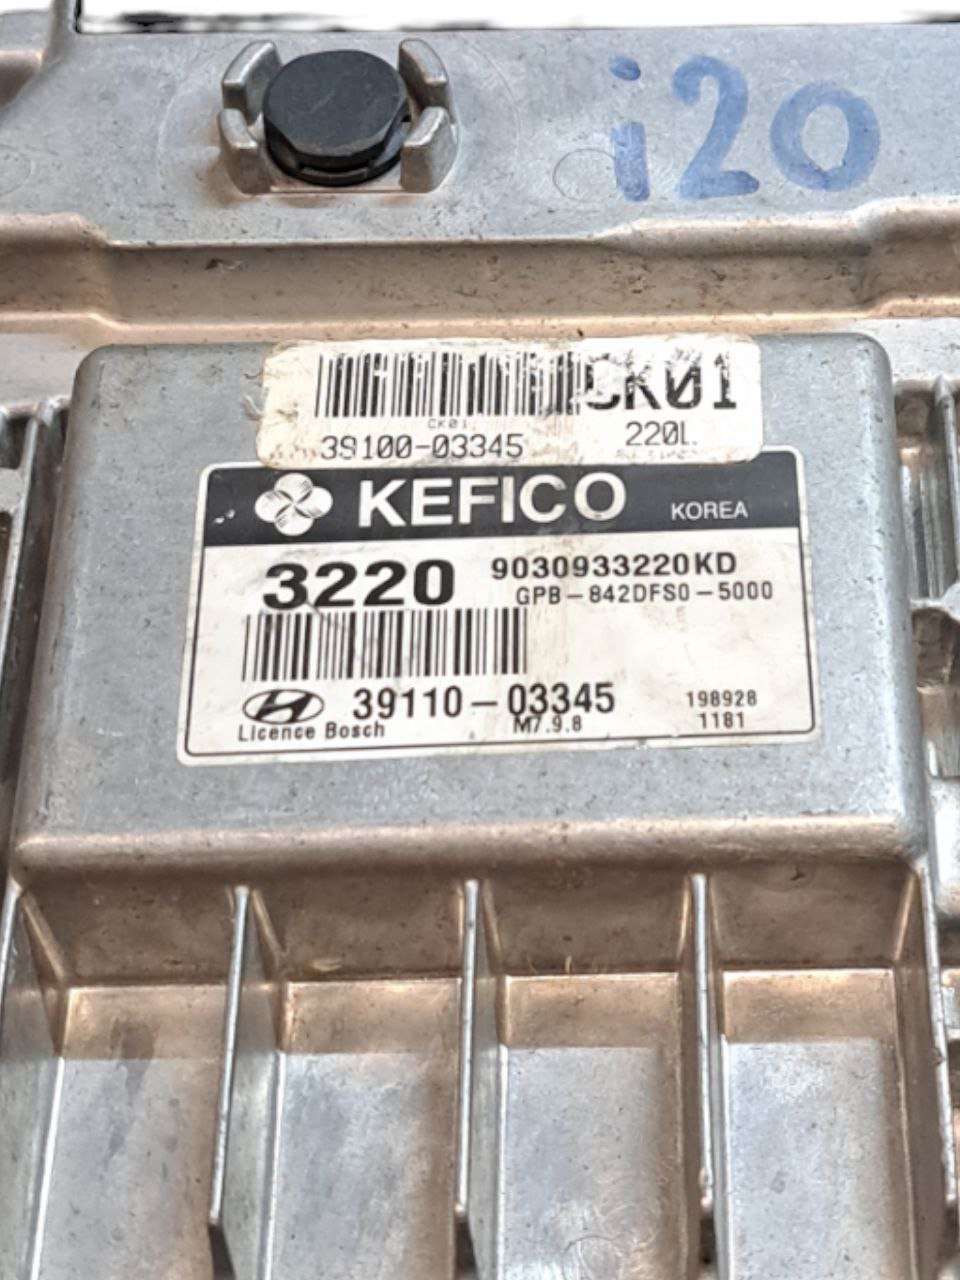 i20
CK01
CK01
39100-03345
220L
KEFICO KOREA
3220
9030933220KD
GPB-842DFS0-5000
39110-03345
198928
Licence Bosch
M7.9.8
1181